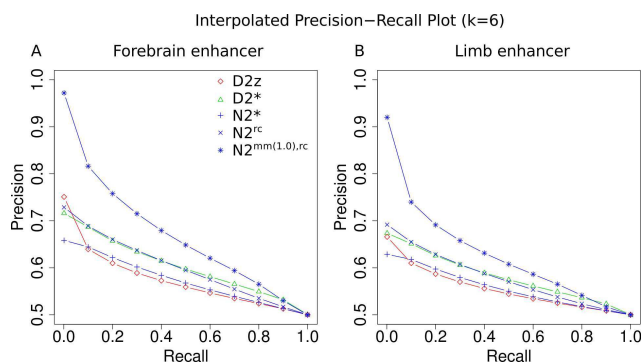 Interpolated Precision−Recall Plot (k=6)
A Forebrain enhancer
B Limb enhancer
Precision
1.0
0.9
0.8
0.7
0.6
0.5
D2z
D2*
N2*
N2rc
N2mm(1.0),rc
0.0 0.2 0.4 0.6 0.8 1.0
Recall
Precision
1.0
0.9
0.8
0.7
0.6
0.5
0.0 0.2 0.4 0.6 0.8 1.0
Recall